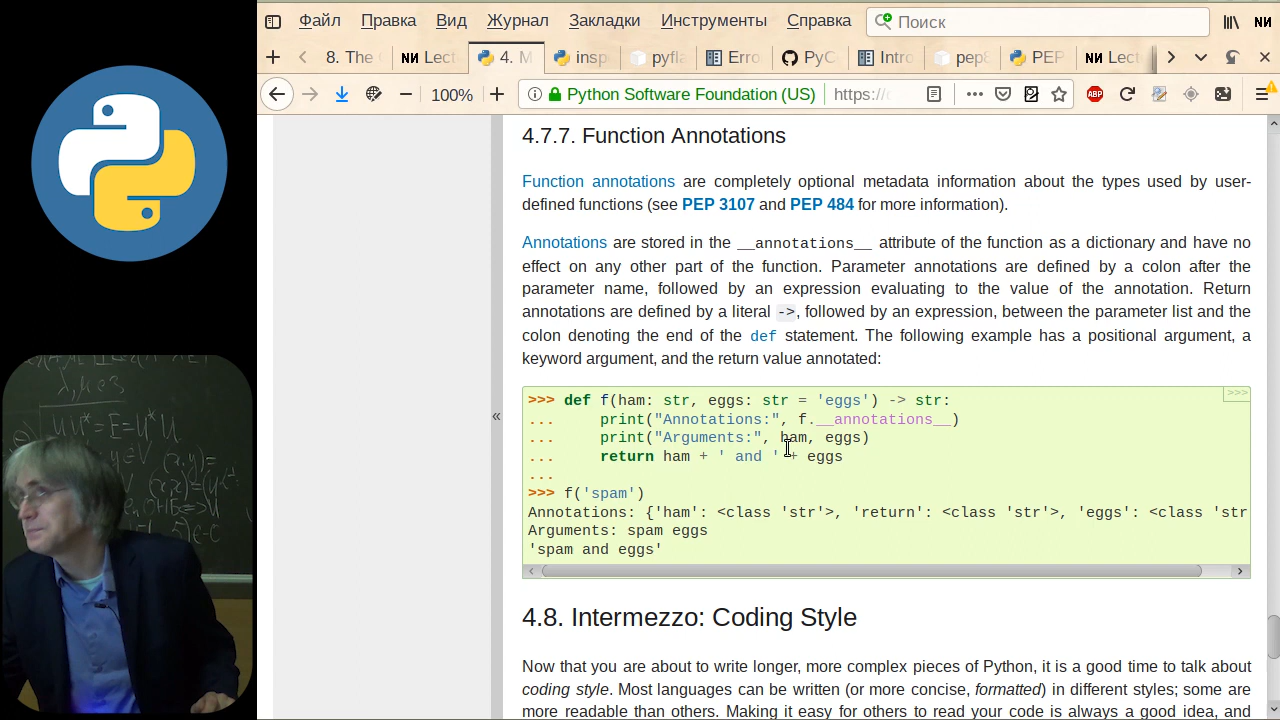 Файл Правка Вид Журнал Закладки Инструменты Справка Поиск
8. The Lect 4. M insp pyfla Erro PyC Intro pep8 PEP Lect
100% Python Software Foundation (US) https://
4.7.7. Function Annotations
Function annotations are completely optional metadata information about the types used by user-
defined functions (see PEP 3107 and PEP 484 for more information).
Annotations are stored in the __annotations__ attribute of the function as a dictionary and have no
effect on any other part of the function. Parameter annotations are defined by a colon after the
parameter name, followed by an expression evaluating to the value of the annotation. Return
annotations are defined by a literal ->, followed by an expression, between the parameter list and the
colon denoting the end of the def statement. The following example has a positional argument, a
keyword argument, and the return value annotated:
>>>
>>> def f(ham: str, eggs: str = 'eggs') -> str:
...     print("Annotations:", f.__annotations__)
...     print("Arguments:", ham, eggs)
...     return ham + ' and ' + eggs
...
>>> f('spam')
Annotations: {'ham': <class 'str'>, 'return': <class 'str'>, 'eggs': <class 'str
Arguments: spam eggs
'spam and eggs'
4.8. Intermezzo: Coding Style
Now that you are about to write longer, more complex pieces of Python, it is a good time to talk about
coding style. Most languages can be written (or more concise, formatted) in different styles; some are
more readable than others. Making it easy for others to read your code is always a good idea, and